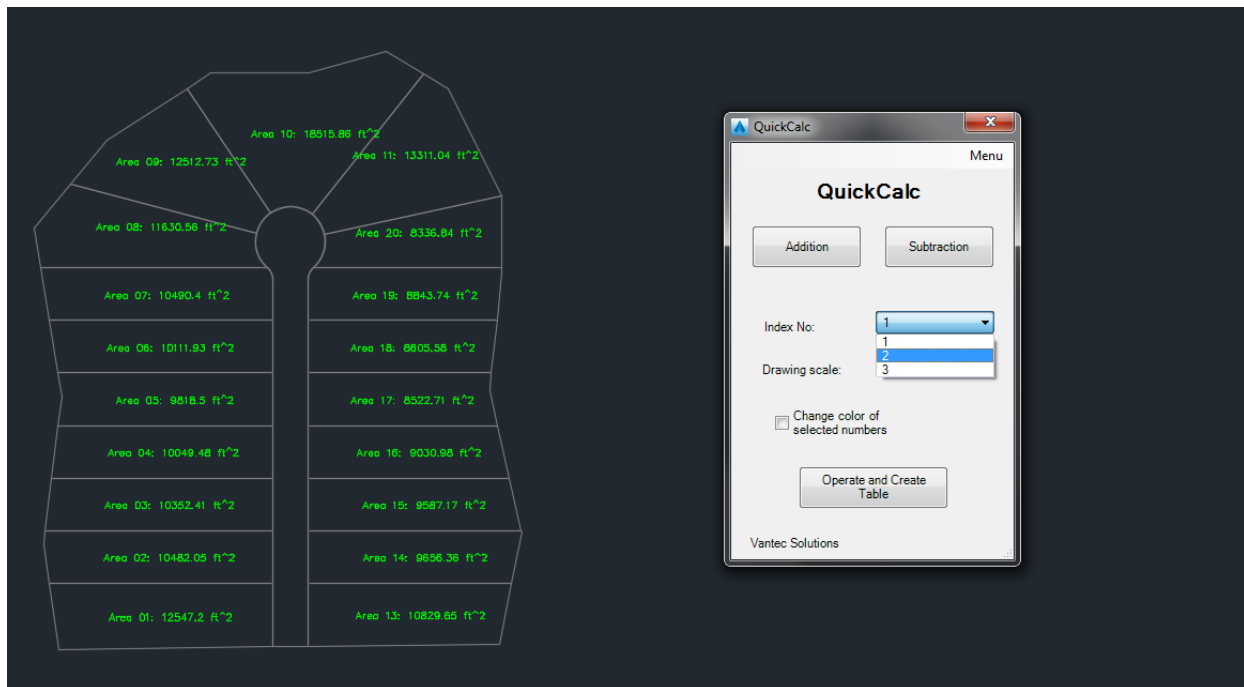 Area 10: 18515.86 ft^2
Area 09: 12512.73 ft^2
Area 11: 13311.04 ft^2
Area 08: 11630.56 ft^2
Area 20: 8336.84 ft^2
Area 07: 10490.4 ft^2
Area 19: 8843.74 ft^2
Area 06: 10111.93 ft^2
Area 18: 8605.58 ft^2
Area 05: 9818.5 ft^2
Area 17: 8522.71 ft^2
Area 04: 10049.48 ft^2
Area 16: 9030.98 ft^2
Area 03: 10352.41 ft^2
Area 15: 9587.17 ft^2
Area 02: 10482.05 ft^2
Area 14: 9656.36 ft^2
Area 01: 12547.2 ft^2
Area 13: 10829.65 ft^2
QuickCalc
Menu
QuickCalc
Addition
Subtraction
Index No:
1
1
2
3
Drawing scale:
Change color of
selected numbers
Operate and Create
Table
Vantec Solutions